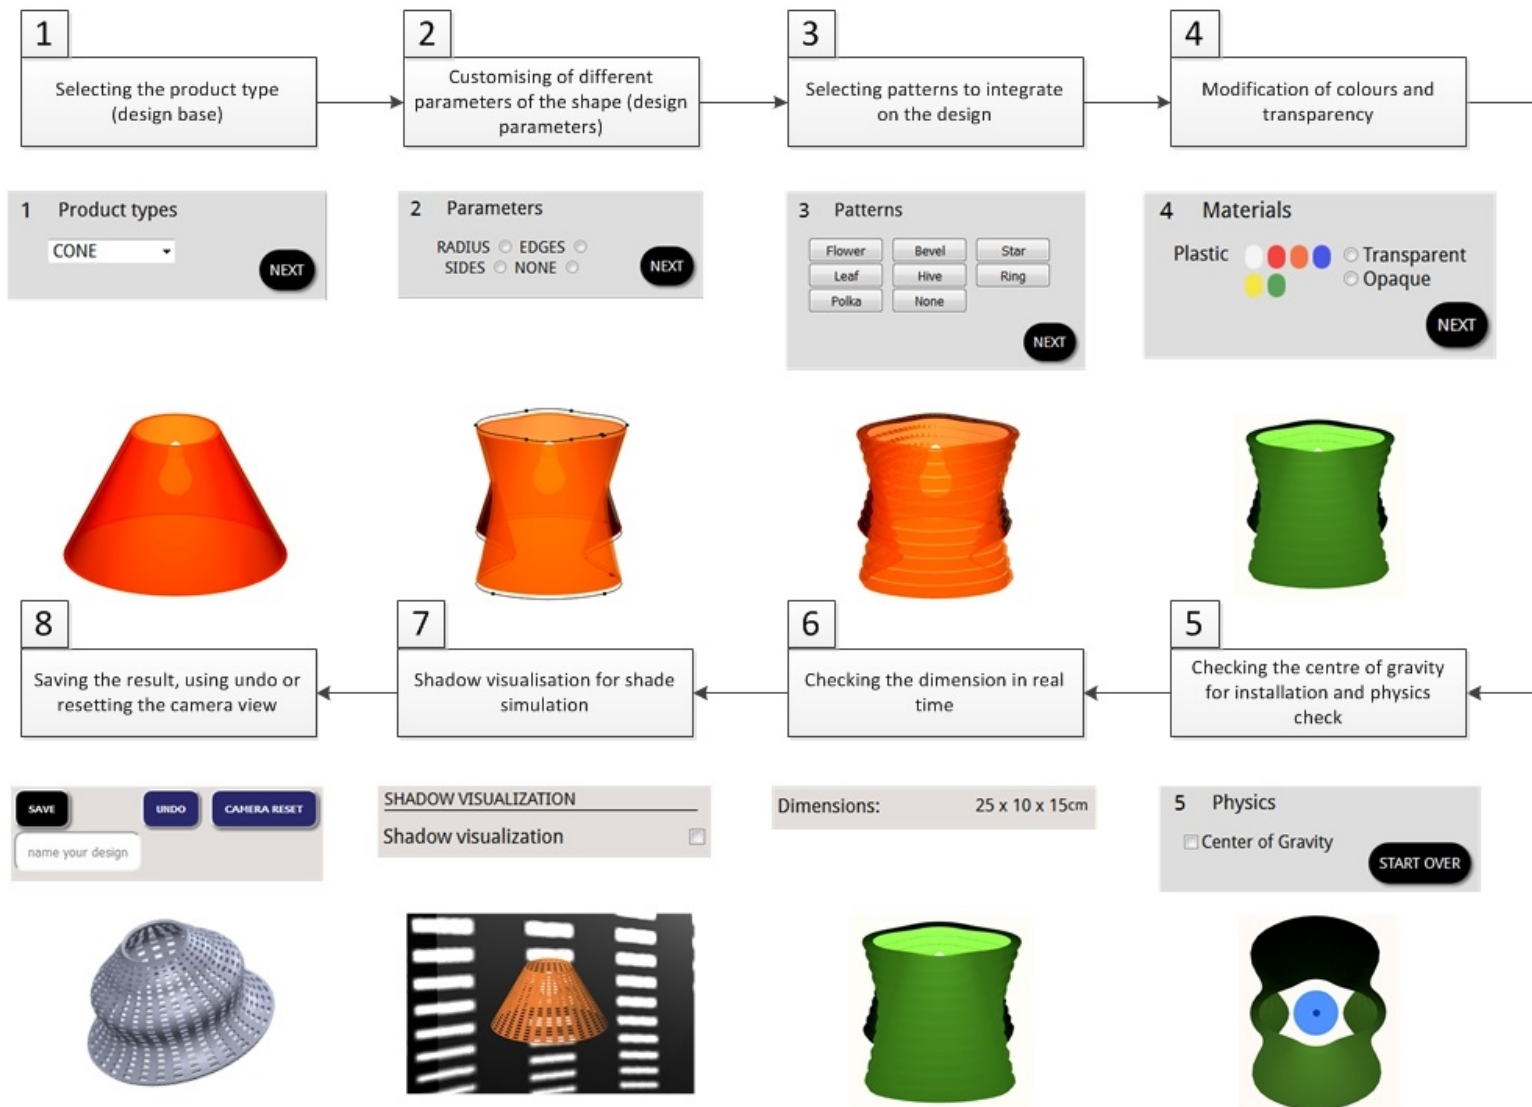 1
Selecting the product type
(design base)
2
Customising of different
parameters of the shape (design
parameters)
3
Selecting patterns to integrate
on the design
4
Modification of colours and
transparency
1 Product types
CONE
NEXT
2 Parameters
RADIUS EDGES
SIDES NONE
NEXT
3 Patterns
Flower Bevel Star
Leaf Hive Ring
Polka None
NEXT
4 Materials
Plastic Transparent
Opaque
NEXT
8
Saving the result, using undo or
resetting the camera view
7
Shadow visualisation for shade
simulation
6
Checking the dimension in real
time
5
Checking the centre of gravity
for installation and physics
check
SAVE UNDO CAMERA RESET
name your design
SHADOW VISUALIZATION
Shadow visualization
Dimensions: 25 x 10 x 15cm
5 Physics
Center of Gravity
START OVER